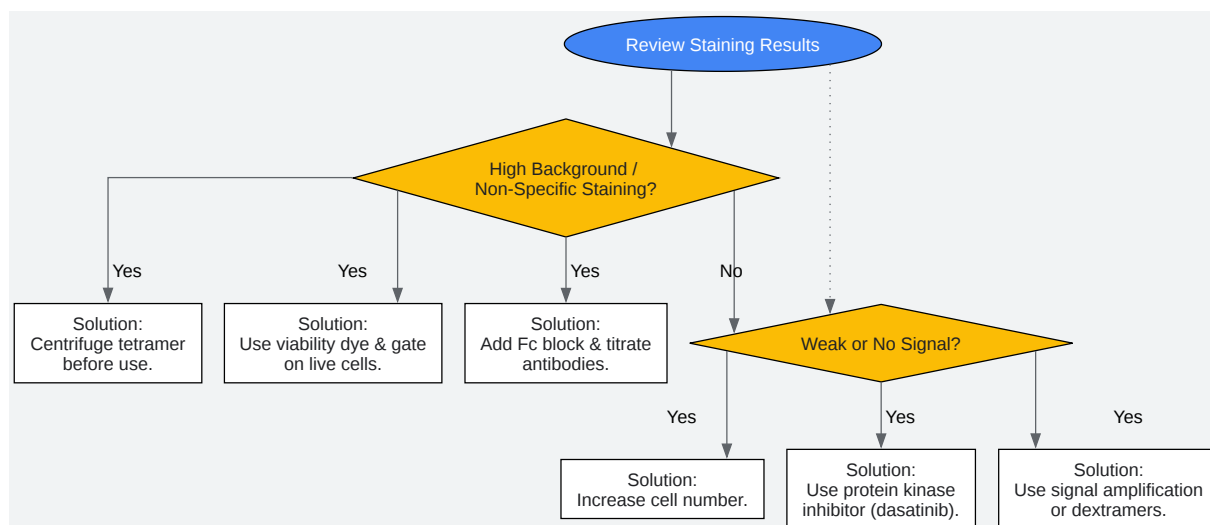 Review Staining Results
High Background /
Non-Specific Staining?
Yes
Yes
Yes
No
Solution:
Centrifuge tetramer
before use.
Solution:
Use viability dye & gate
on live cells.
Solution:
Add Fc block & titrate
antibodies.
Weak or No Signal?
Yes
Yes
Yes
Solution:
Increase cell number.
Solution:
Use protein kinase
inhibitor (dasatinib).
Solution:
Use signal amplification
or dextramers.